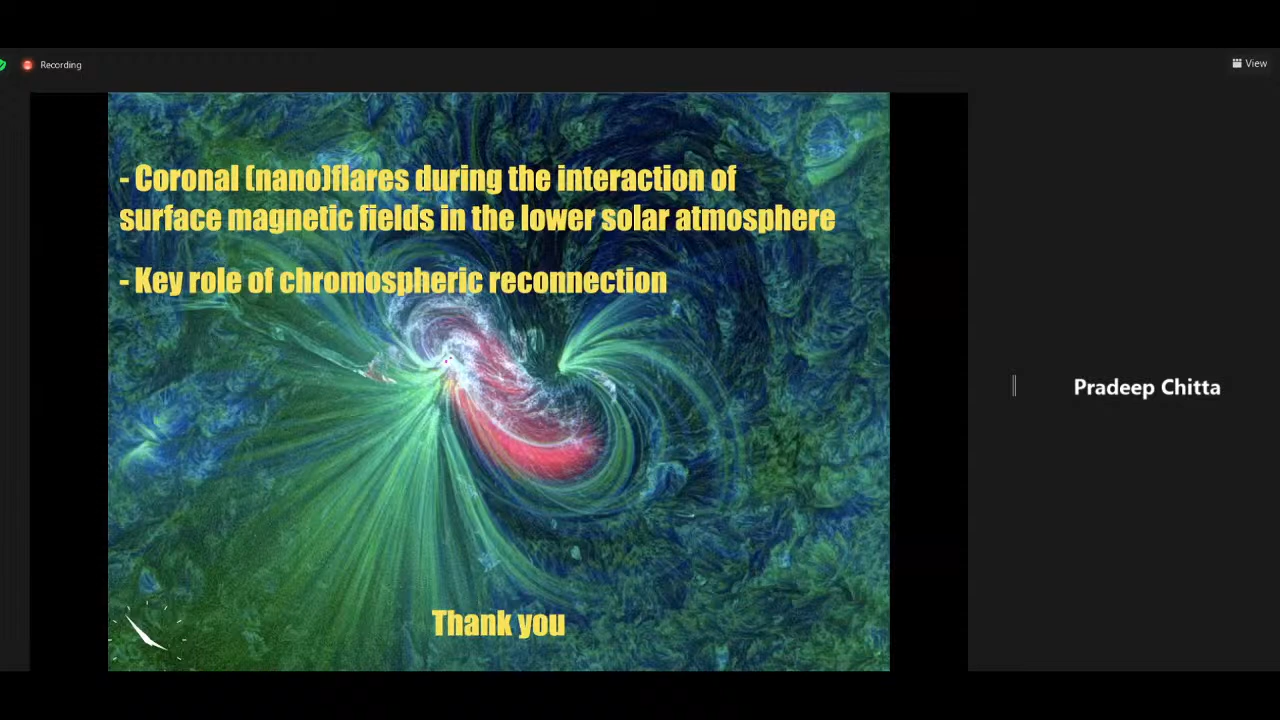 Recording
View
- Coronal (nano)flares during the interaction of
surface magnetic fields in the lower solar atmosphere
- Key role of chromospheric reconnection
Pradeep Chitta
Thank you